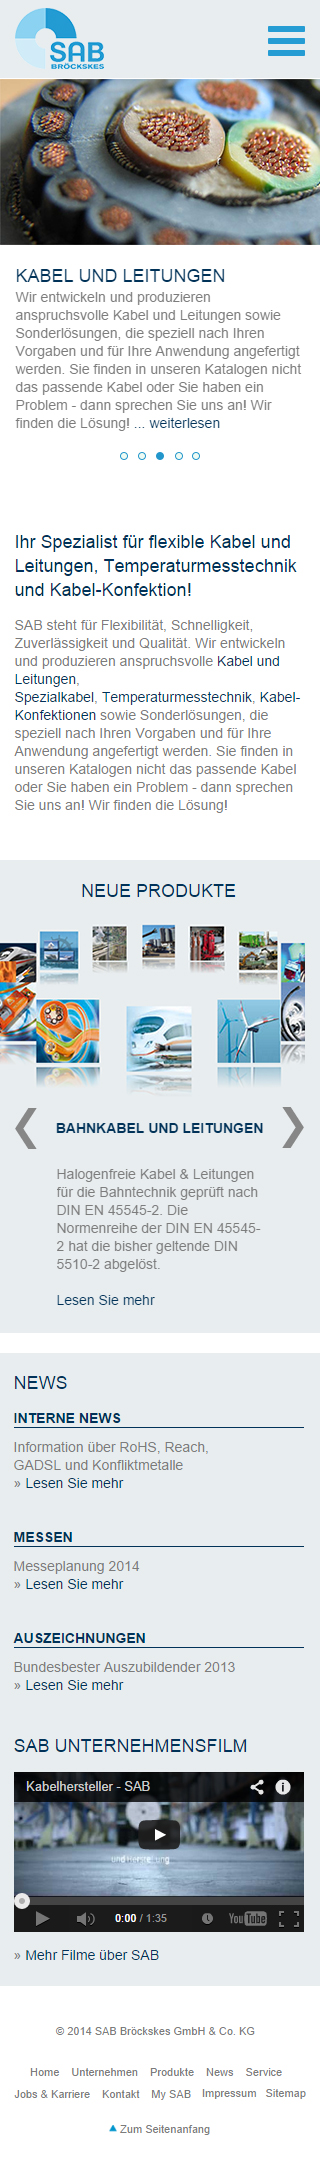 SAB
BRÖCKSKES
KABEL UND LEITUNGEN
Wir entwickeln und produzieren
anspruchsvolle Kabel und Leitungen sowie
Sonderlösungen, die speziell nach Ihren
Vorgaben und für Ihre Anwendung angefertigt
werden. Sie finden in unseren Katalogen nicht
das passende Kabel oder Sie haben ein
Problem - dann sprechen Sie uns an! Wir
finden die Lösung! ... weiterlesen
Ihr Spezialist für flexible Kabel und
Leitungen, Temperaturmesstechnik
und Kabel-Konfektion!
SAB steht für Flexibilität, Schnelligkeit,
Zuverlässigkeit und Qualität. Wir entwickeln
und produzieren anspruchsvolle Kabel und
Leitungen,
Spezialkabel, Temperaturmesstechnik, Kabel-
Konfektionen sowie Sonderlösungen, die
speziell nach Ihren Vorgaben und für Ihre
Anwendung angefertigt werden. Sie finden in
unseren Katalogen nicht das passende Kabel
oder Sie haben ein Problem - dann sprechen
Sie uns an! Wir finden die Lösung!
NEUE PRODUKTE
BAHNKABEL UND LEITUNGEN
Halogenfreie Kabel & Leitungen
für die Bahntechnik geprüft nach
DIN EN 45545-2. Die
Normenreihe der DIN EN 45545-
2 hat die bisher geltende DIN
5510-2 abgelöst.
Lesen Sie mehr
NEWS
INTERNE NEWS
Information über RoHS, Reach,
GADSL und Konfliktmetalle
» Lesen Sie mehr
MESSEN
Messeplanung 2014
» Lesen Sie mehr
AUSZEICHNUNGEN
Bundesbester Auszubildender 2013
» Lesen Sie mehr
SAB UNTERNEHMENSFILM
Kabelhersteller - SAB
und Herstellung
0:00 / 1:35
YouTube
» Mehr Filme über SAB
© 2014 SAB Bröckskes GmbH & Co. KG
Home Unternehmen Produkte News Service
Jobs & Karriere Kontakt My SAB Impressum Sitemap
Zum Seitenanfang